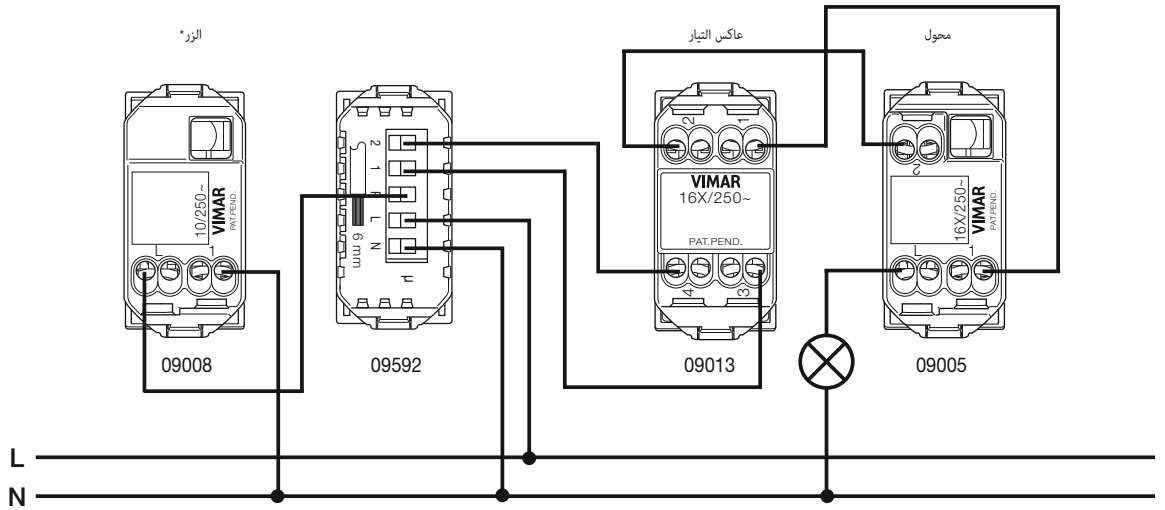 الزر*
عاكس التيار
محول
10/250~
VIMAR
PAT.PEND.
L
1
2
1
P
L
N
6 mm
µ
2
1
VIMAR
16X/250~
PAT.PEND.
4
3
2
16X/250~
VIMAR
PAT.PEND.
L
1
09008
09592
09013
09005
L
N